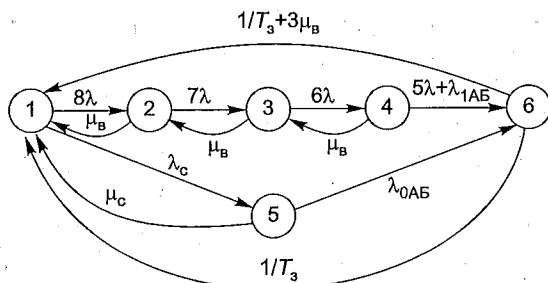 1/Tз+3μв
8λ 7λ 6λ 5λ+λ1АБ
1 2 3 4 6
μв μв μв
λс
μс 5 λ0АБ
1/Tз